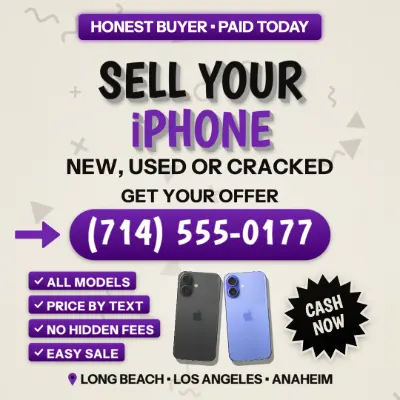 HONEST BUYER • PAID TODAY
SELL YOUR
iPHONE
NEW, USED OR CRACKED
GET YOUR OFFER
(714) 555-0177
ALL MODELS
PRICE BY TEXT
NO HIDDEN FEES
EASY SALE
CASH
NOW
LONG BEACH • LOS ANGELES • ANAHEIM